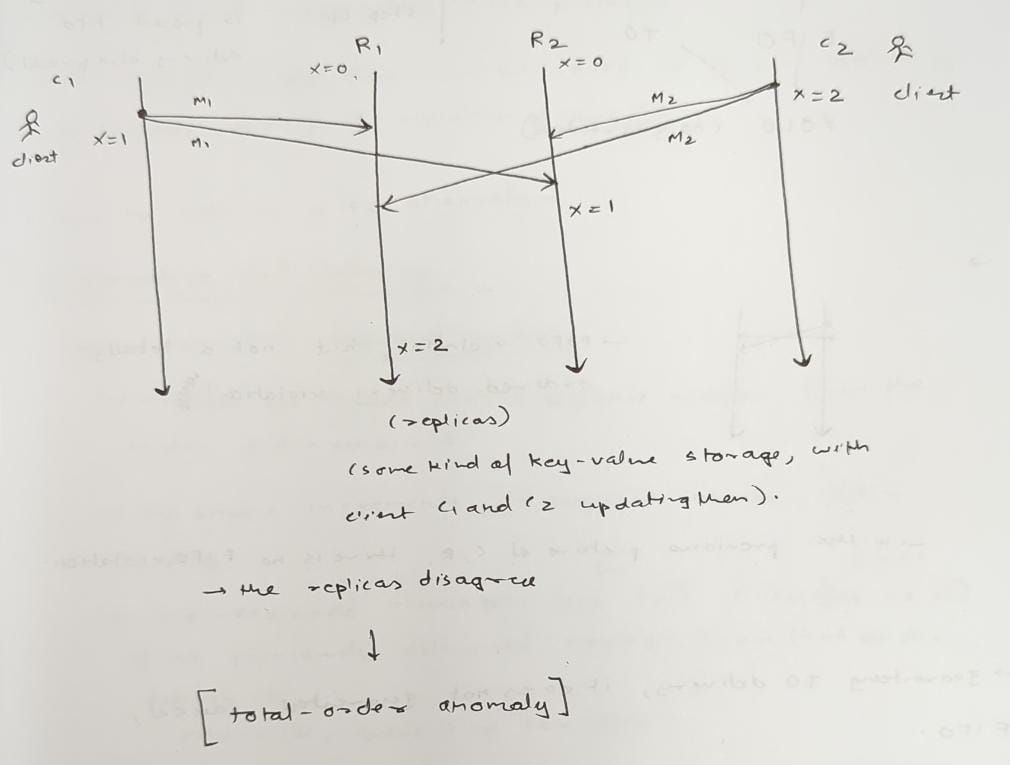 R1
R2
C2
C1
x=0.
x=0
M1
M2
x=2
client
x=1
M1
M2
client
x=1
x=2
(replicas)
(some kind of key-value storage, with
client C1 and C2 updating them).
→ the replicas disagree
↓
[total-order anomaly]